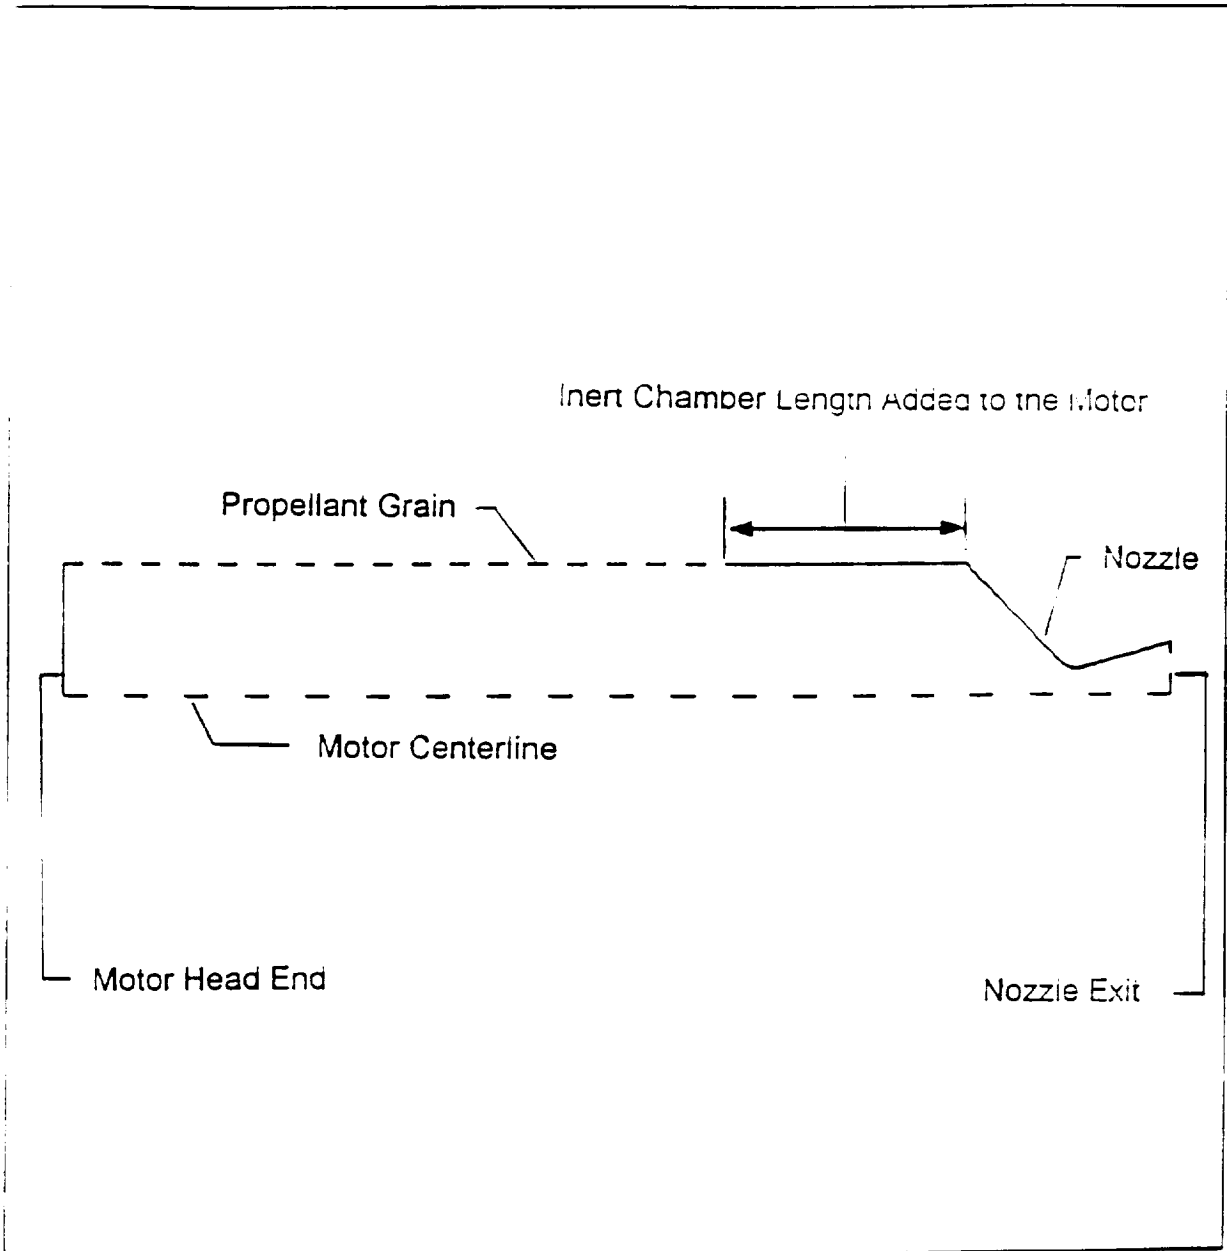 Inert Chamber Length Added to the Motor
Propellant Grain
Nozzle
Motor Centerline
Motor Head End
Nozzle Exit